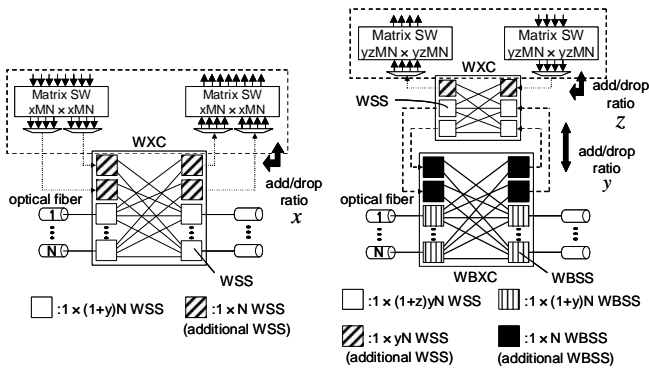 Matrix SW
xMN × xMN
Matrix SW
xMN × xMN
WXC
add/drop
ratio
x
optical fiber
1
N
WSS
:1 × (1+y)N WSS
:1 × N WSS
(additional WSS)
Matrix SW
yzMN × yzMN
Matrix SW
yzMN × yzMN
WXC
WSS
add/drop
ratio
z
add/drop
ratio
y
optical fiber
1
N
WBXC
WBSS
:1 × (1+z)yN WSS
:1 × (1+y)N WBSS
:1 × yN WSS
(additional WSS)
:1 × N WBSS
(additional WBSS)